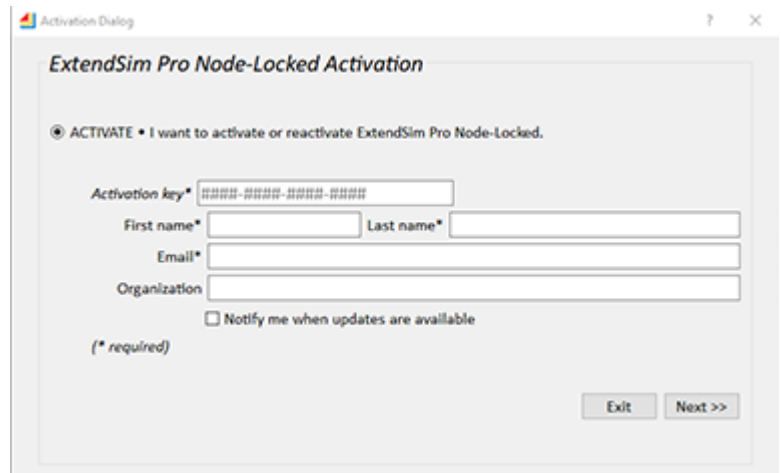 Activation Dialog ? ×
ExtendSim Pro Node-Locked Activation
ACTIVATE • I want to activate or reactivate ExtendSim Pro Node-Locked.
Activation key* ####-####-####-####
First name* Last name*
Email*
Organization
Notify me when updates are available
(* required)
Exit Next >>